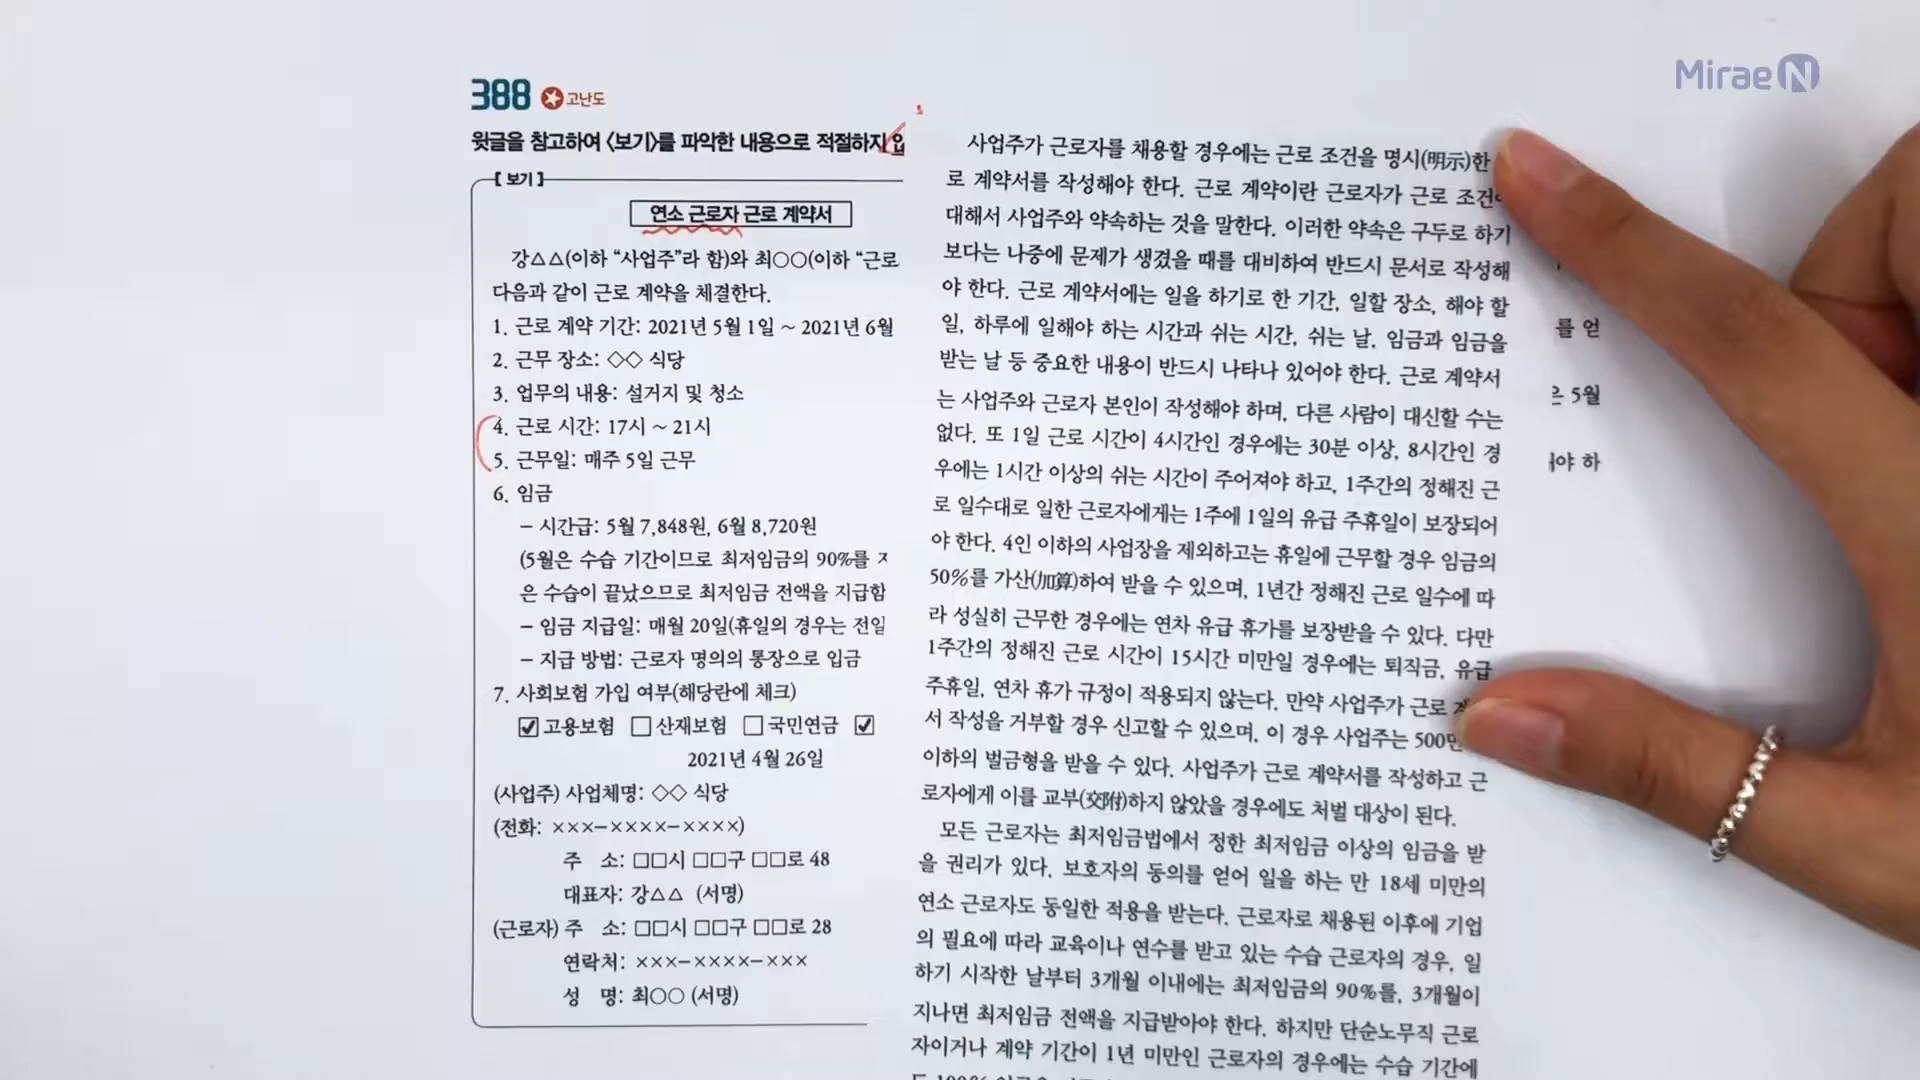 Mirae N
388 고난도
윗글을 참고하여 <보기>를 파악한 내용으로 적절하지
[보기]
연소 근로자 근로 계약서
강△△(이하 “사업주”라 함)와 최○○(이하 “근로
다음과 같이 근로 계약을 체결한다.
1. 근로 계약 기간: 2021년 5월 1일 ~ 2021년 6월
2. 근무 장소: ◇◇ 식당
3. 업무의 내용: 설거지 및 청소
4. 근로 시간: 17시 ~ 21시
5. 근무일: 매주 5일 근무
6. 임금
– 시간급: 5월 7,848원, 6월 8,720원
(5월은 수습 기간이므로 최저임금의 90%를
은 수습이 끝났으므로 최저임금 전액을 지급함
– 임금 지급일: 매월 20일(휴일의 경우는 전일
– 지급 방법: 근로자 명의의 통장으로 입금
7. 사회보험 가입 여부(해당란에 체크)
☑고용보험 □산재보험 □국민연금 ☑
2021년 4월 26일
(사업주) 사업체명: ◇◇ 식당
(전화: ×××–××××–××××)
주 소: □□시 □□구 □□로 48
대표자: 강△△ (서명)
(근로자) 주 소: □□시 □□구 □□로 28
연락처: ×××–××××–×××
성 명: 최○○ (서명)
사업주가 근로자를 채용할 경우에는 근로 조건을 명시(明示)한
로 계약서를 작성해야 한다. 근로 계약이란 근로자가 근로 조건
대해서 사업주와 약속하는 것을 말한다. 이러한 약속은 구두로 하기
보다는 나중에 문제가 생겼을 때를 대비하여 반드시 문서로 작성해
야 한다. 근로 계약서에는 일을 하기로 한 기간, 일할 장소, 해야 할
일, 하루에 일해야 하는 시간과 쉬는 시간, 쉬는 날, 임금과 임금을
받는 날 등 중요한 내용이 반드시 나타나 있어야 한다. 근로 계약서
는 사업주와 근로자 본인이 작성해야 하며, 다른 사람이 대신할 수는
없다. 또 1일 근로 시간이 4시간인 경우에는 30분 이상, 8시간인 경
우에는 1시간 이상의 쉬는 시간이 주어져야 하고, 1주간의 정해진 근
로 일수대로 일한 근로자에게는 1주에 1일의 유급 주휴일이 보장되어
야 한다. 4인 이하의 사업장을 제외하고는 휴일에 근무할 경우 임금의
50%를 가산(加算)하여 받을 수 있으며, 1년간 정해진 근로 일수에 따
라 성실히 근무한 경우에는 연차 유급 휴가를 보장받을 수 있다. 다만
1주간의 정해진 근로 시간이 15시간 미만일 경우에는 퇴직금, 유급
주휴일, 연차 휴가 규정이 적용되지 않는다. 만약 사업주가 근로
서 작성을 거부할 경우 신고할 수 있으며, 이 경우 사업주는 500만
이하의 벌금형을 받을 수 있다. 사업주가 근로 계약서를 작성하고 근
로자에게 이를 교부(交附)하지 않았을 경우에도 처벌 대상이 된다.
모든 근로자는 최저임금법에서 정한 최저임금 이상의 임금을 받
을 권리가 있다. 보호자의 동의를 얻어 일을 하는 만 18세 미만의
연소 근로자도 동일한 적용을 받는다. 근로자로 채용된 이후에 기업
의 필요에 따라 교육이나 연수를 받고 있는 수습 근로자의 경우, 일
하기 시작한 날부터 3개월 이내에는 최저임금의 90%를, 3개월이
지나면 최저임금 전액을 지급받아야 한다. 하지만 단순노무직 근로
자이거나 계약 기간이 1년 미만인 근로자의 경우에는 수습 기간에
를 얻
5월
야 하